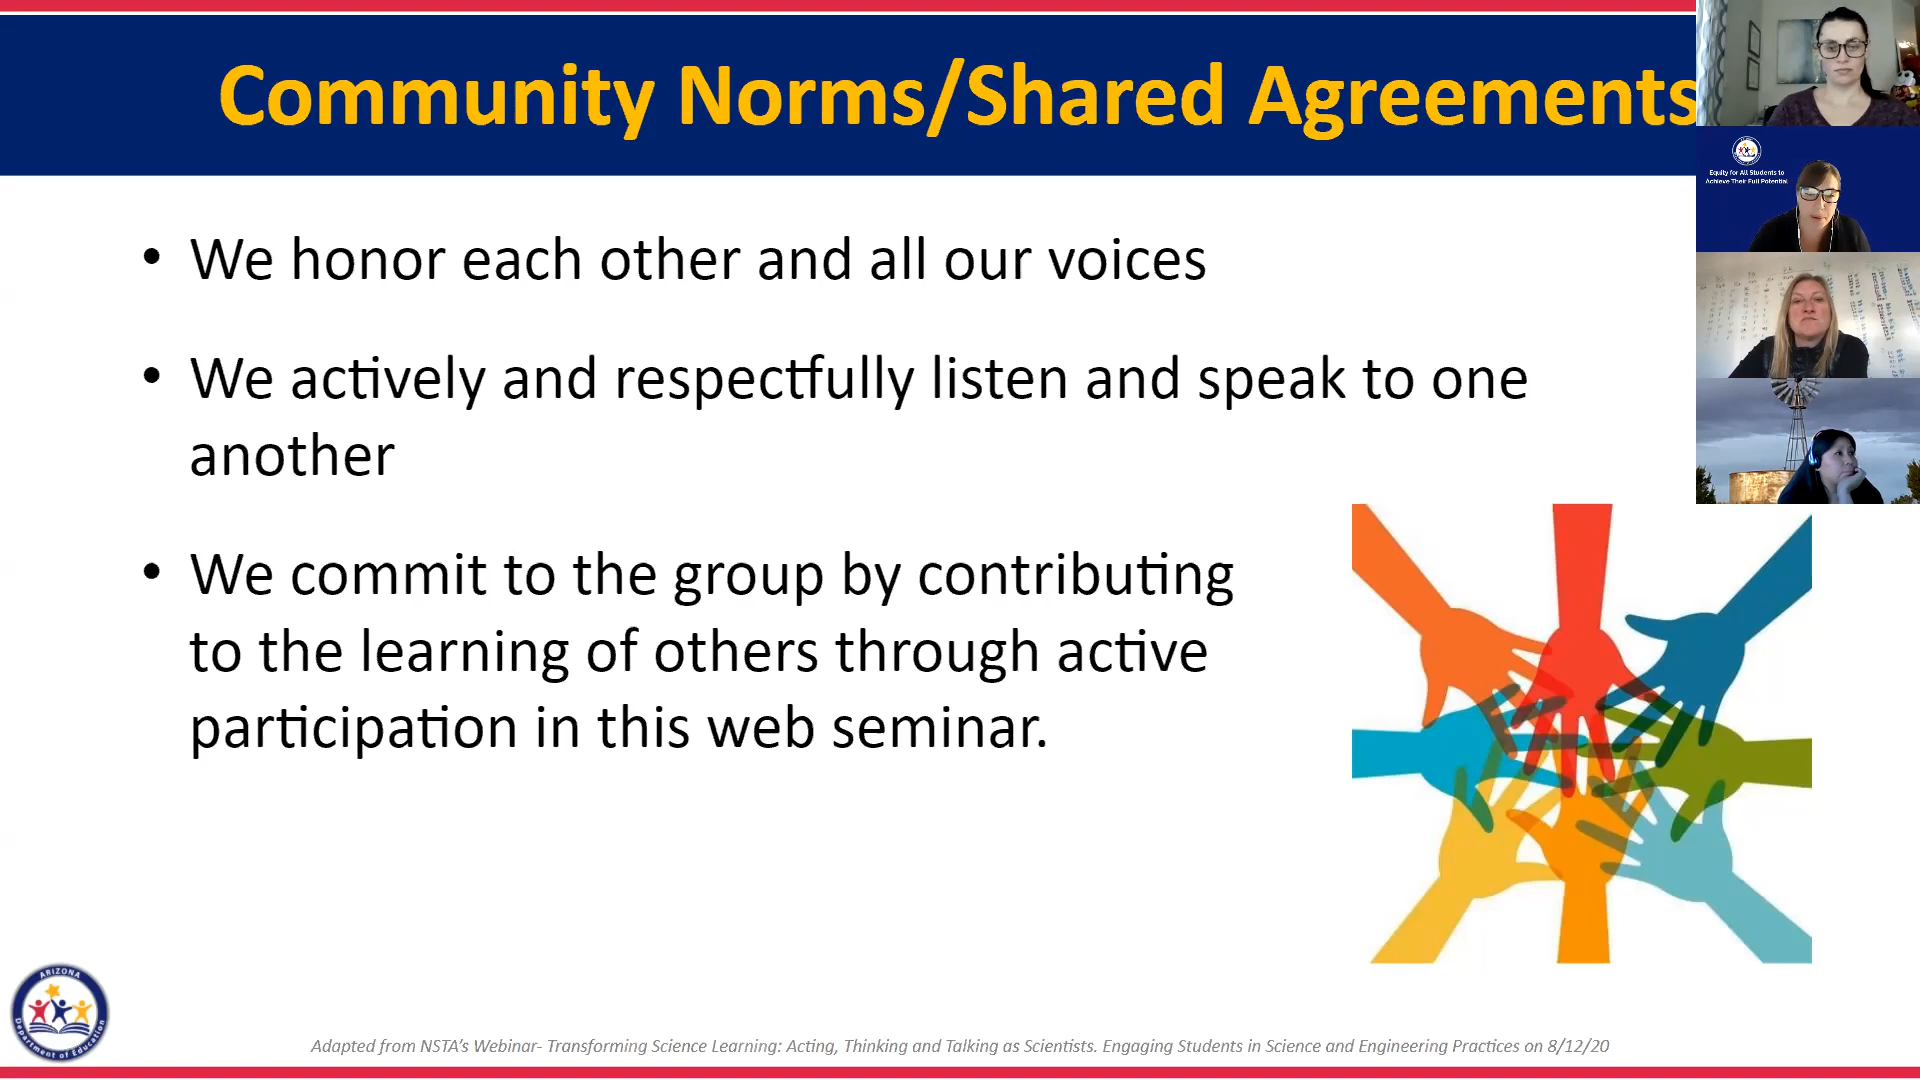 Community Norms/Shared Agreements
Equity for All Students to
Achieve Their Full Potential
• We honor each other and all our voices
• We actively and respectfully listen and speak to one
another
• We commit to the group by contributing
to the learning of others through active
participation in this web seminar.
ARIZONA
Department of Education
Adapted from NSTA's Webinar- Transforming Science Learning: Acting, Thinking and Talking as Scientists. Engaging Students in Science and Engineering Practices on 8/12/20